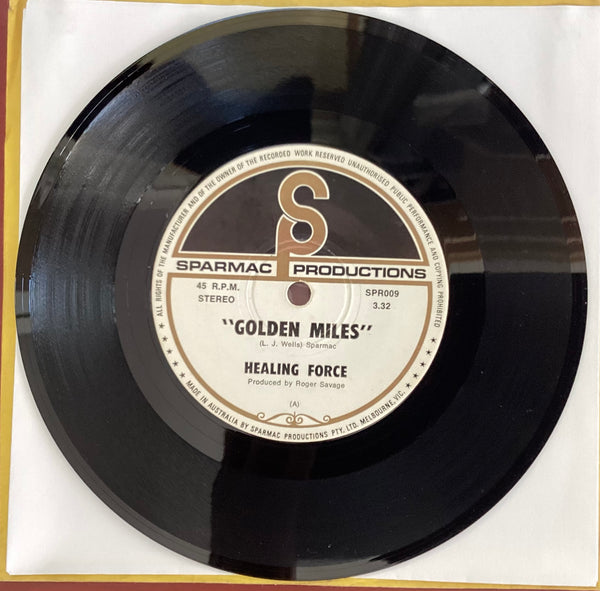 ALL RIGHTS OF THE MANUFACTURER AND OF THE OWNER OF THE RECORDED WORK RESERVED UNAUTHORISED PUBLIC PERFORMANCE AND COPYING PROHIBITED
SP
SPARMAC PRODUCTIONS
45 R.P.M.
STEREO
SPR009
3.32
"GOLDEN MILES"
(L. J. Wells) Sparmac
HEALING FORCE
Produced by Roger Savage
(A)
★ MADE IN AUSTRALIA BY SPARMAC PRODUCTIONS PTY. LTD. MELBOURNE, VIC. ★